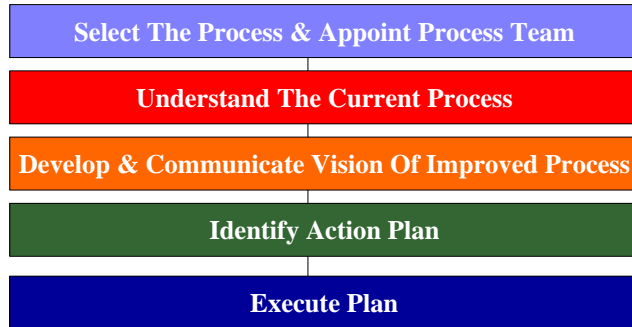 Select The Process & Appoint Process Team
Understand The Current Process
Develop & Communicate Vision Of Improved Process
Identify Action Plan
Execute Plan